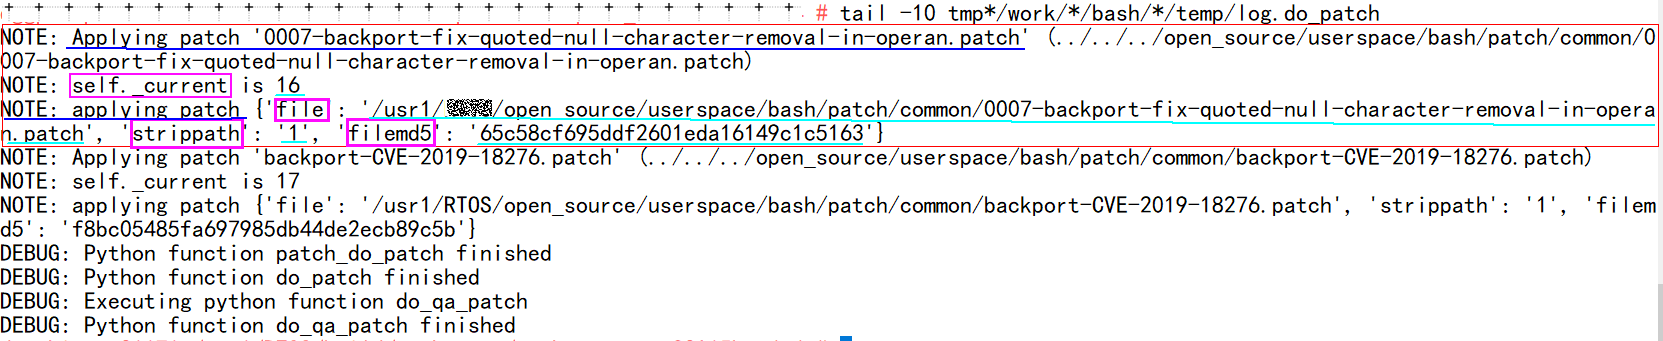 # tail -10 tmp*/work/*/bash/*/temp/log.do_patch
NOTE: Applying patch '0007-backport-fix-quoted-null-character-removal-in-operan.patch' (../../../open_source/userspace/bash/patch/common/0
007-backport-fix-quoted-null-character-removal-in-operan.patch)
NOTE: self._current is 16
NOTE: applying patch {'file': '/usr1/ /open_source/userspace/bash/patch/common/0007-backport-fix-quoted-null-character-removal-in-opera
n.patch', 'strippath': '1', 'filemd5': '65c58cf695ddf2601eda16149c1c5163'}
NOTE: Applying patch 'backport-CVE-2019-18276.patch' (../../../open_source/userspace/bash/patch/common/backport-CVE-2019-18276.patch)
NOTE: self._current is 17
NOTE: applying patch {'file': '/usr1/RTOS/open_source/userspace/bash/patch/common/backport-CVE-2019-18276.patch', 'strippath': '1', 'filem
d5': 'f8bc05485fa697985db44de2ecb89c5b'}
DEBUG: Python function patch_do_patch finished
DEBUG: Python function do_patch finished
DEBUG: Executing python function do_qa_patch
DEBUG: Python function do_qa_patch finished